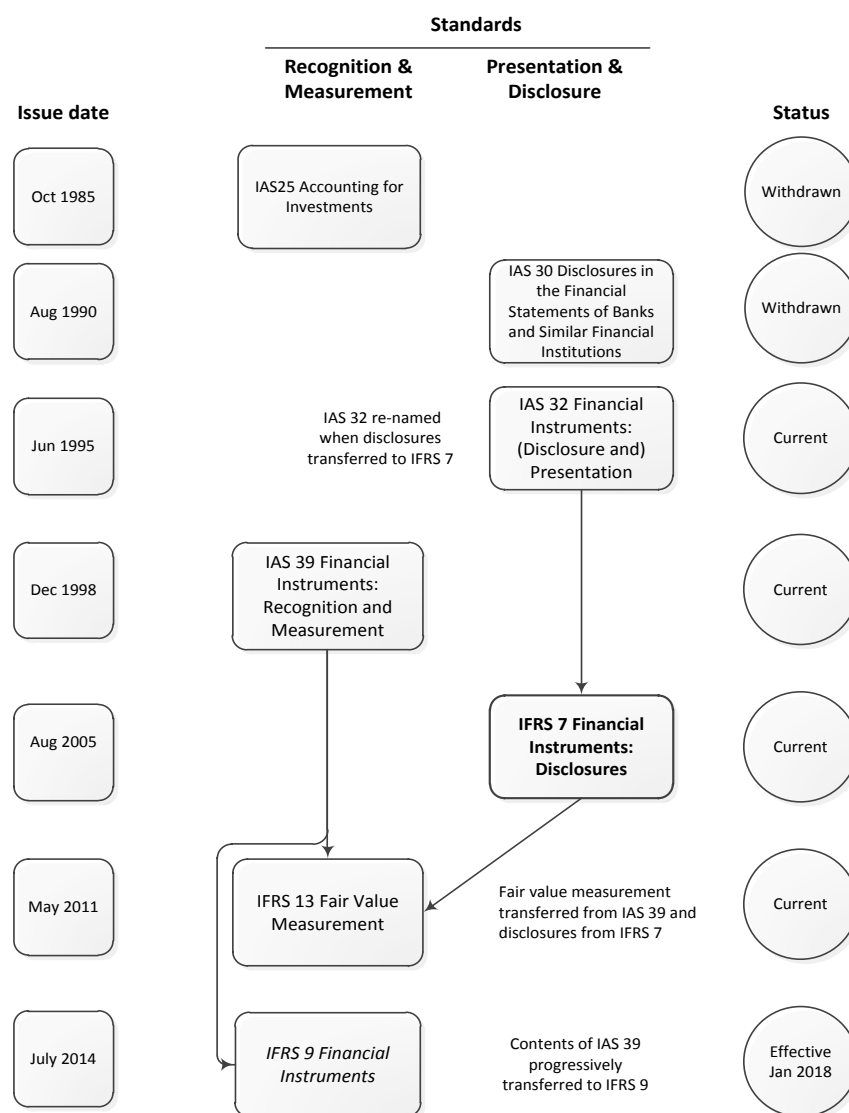 Standards
Recognition &
Measurement
Presentation &
Disclosure
Issue date
Status
Oct 1985
IAS25 Accounting for
Investments
Withdrawn
Aug 1990
IAS 30 Disclosures in
the Financial
Statements of Banks
and Similar Financial
Institutions
Withdrawn
Jun 1995
IAS 32 re-named
when disclosures
transferred to IFRS 7
IAS 32 Financial
Instruments:
(Disclosure and)
Presentation
Current
Dec 1998
IAS 39 Financial
Instruments:
Recognition and
Measurement
Current
Aug 2005
IFRS 7 Financial
Instruments:
Disclosures
Current
May 2011
IFRS 13 Fair Value
Measurement
Fair value measurement
transferred from IAS 39 and
disclosures from IFRS 7
Current
July 2014
IFRS 9 Financial
Instruments
Contents of IAS 39
progressively
transferred to IFRS 9
Effective
Jan 2018